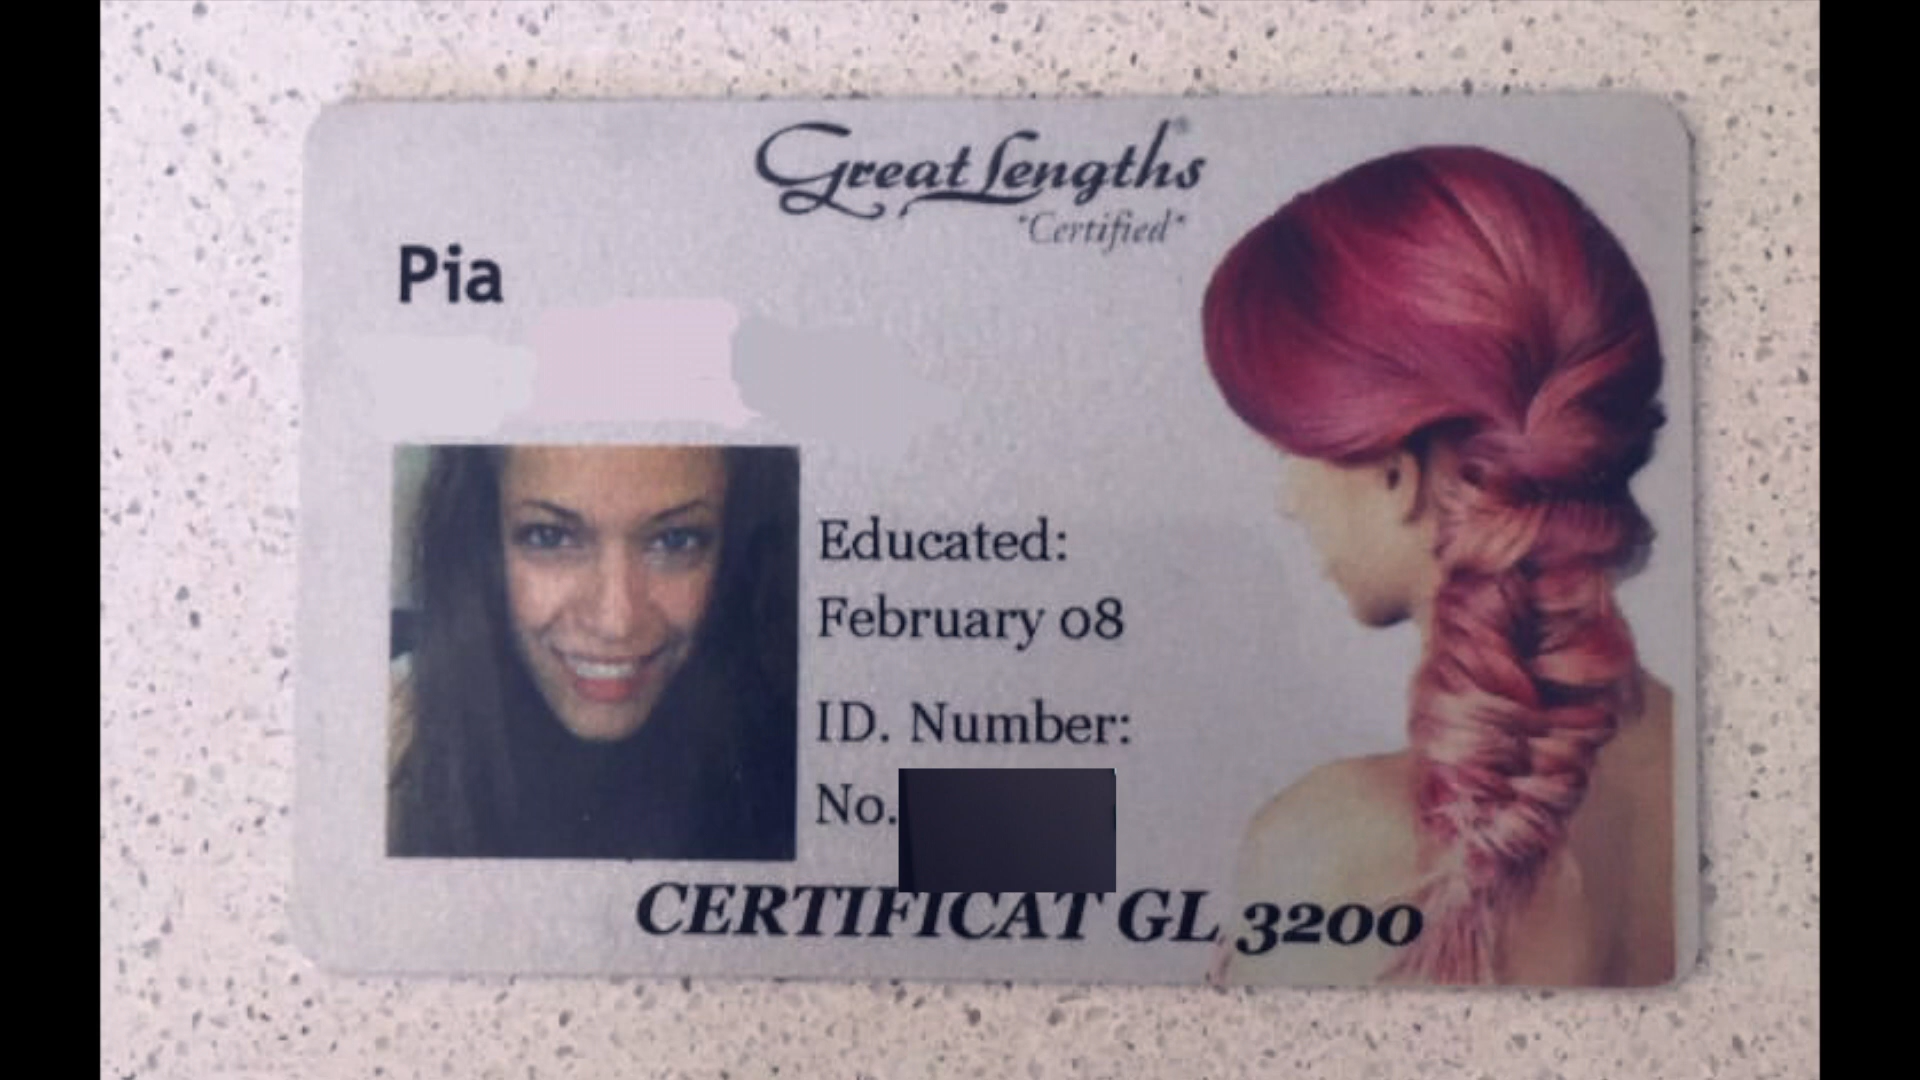 Great Lengths®
"Certified"
Pia
Educated:
February 08
ID. Number:
No.
CERTIFICAT GL 3200